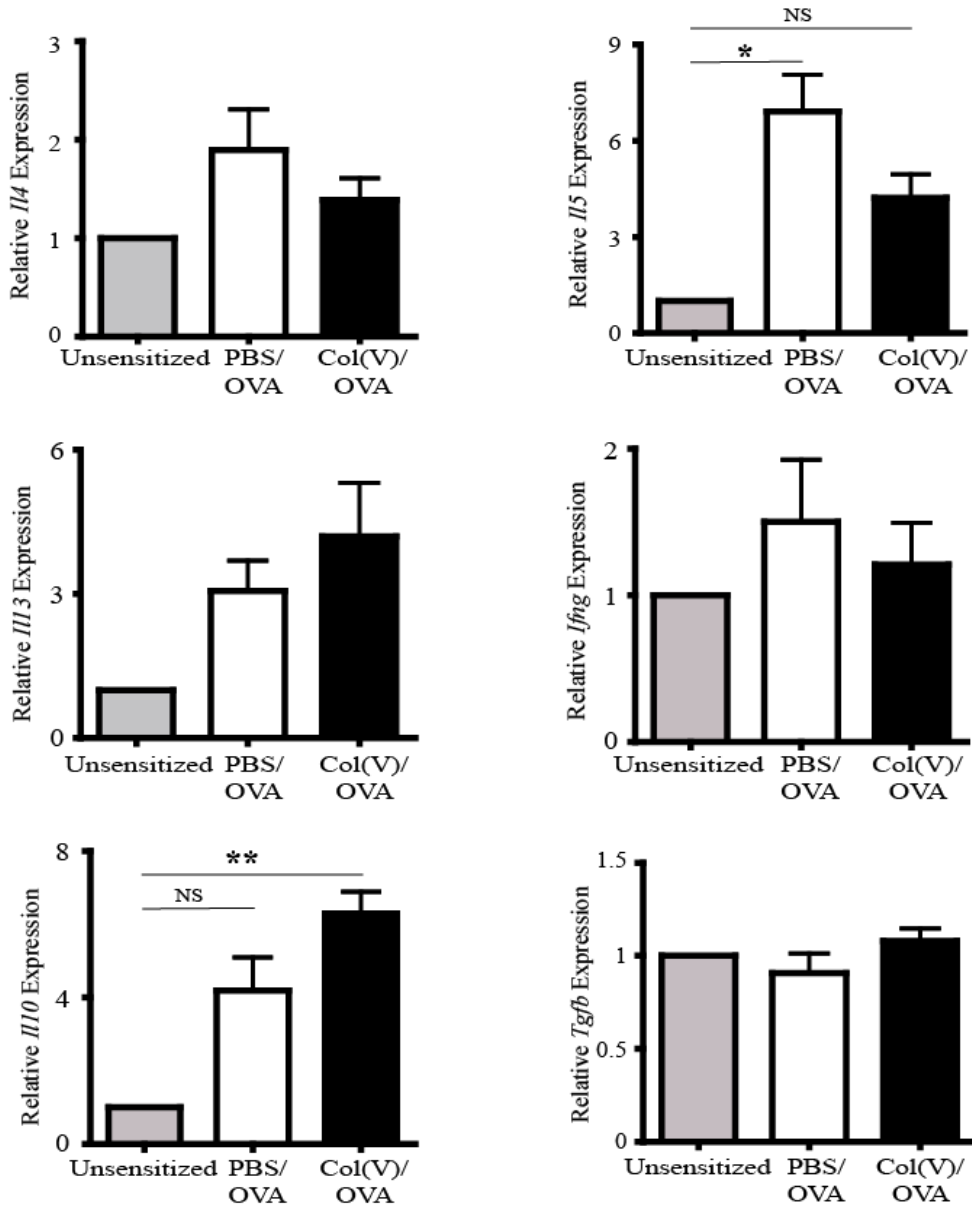 Relative Il4 Expression
3
2
1
0
Unsensitized PBS/ Col(V)/
OVA OVA
Relative Il5 Expression
NS
*
9
6
3
0
Unsensitized PBS/ Col(V)/
OVA OVA
Relative Il13 Expression
6
3
0
Unsensitized PBS/ Col(V)/
OVA OVA
Relative Ifng Expression
2
1
0
Unsensitized PBS/ Col(V)/
OVA OVA
Relative Il10 Expression
8
4
0
**
NS
Unsensitized PBS/ Col(V)/
OVA OVA
Relative Tgfb Expression
1.5
1
0.5
0
Unsensitized PBS/ Col(V)/
OVA OVA